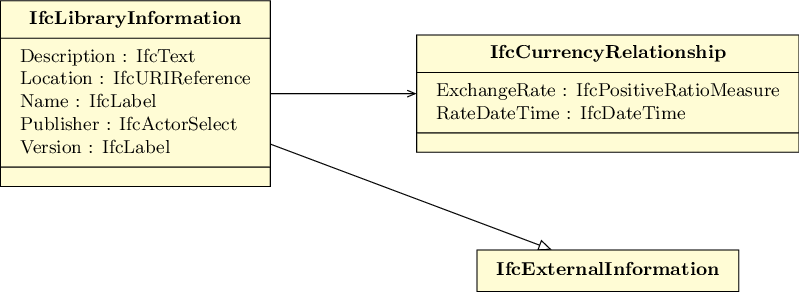 IfcLibraryInformation
Description : IfcText
Location : IfcURIReference
Name : IfcLabel
Publisher : IfcActorSelect
Version : IfcLabel
IfcCurrencyRelationship
ExchangeRate : IfcPositiveRatioMeasure
RateDateTime : IfcDateTime
IfcExternalInformation